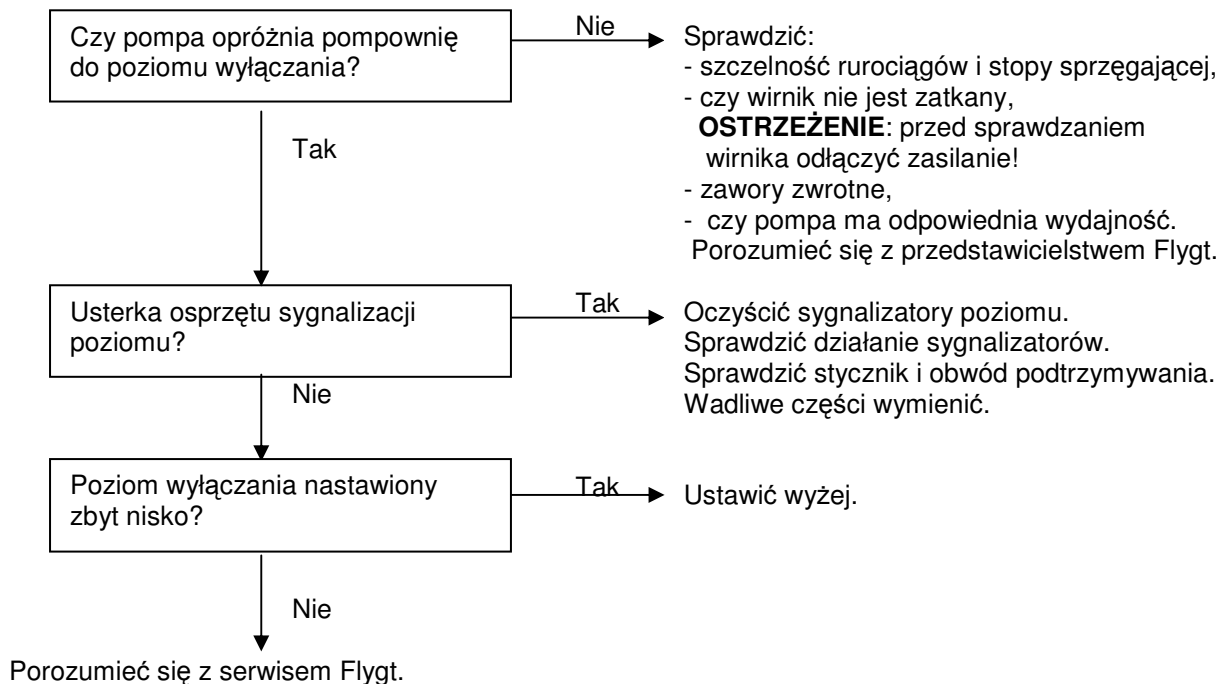 Czy pompa opróżnia pompownię
do poziomu wyłączania?
Nie
Sprawdzić:
- szczelność rurociągów i stopy sprzęgającej,
- czy wirnik nie jest zatkany,
OSTRZEŻENIE: przed sprawdzaniem
wirnika odłączyć zasilanie!
- zawory zwrotne,
- czy pompa ma odpowiednia wydajność.
Porozumieć się z przedstawicielstwem Flygt.
Tak
Usterka osprzętu sygnalizacji
poziomu?
Tak
Oczyścić sygnalizatory poziomu.
Sprawdzić działanie sygnalizatorów.
Sprawdzić stycznik i obwód podtrzymywania.
Wadliwe części wymienić.
Nie
Poziom wyłączania nastawiony
zbyt nisko?
Tak
Ustawić wyżej.
Nie
Porozumieć się z serwisem Flygt.